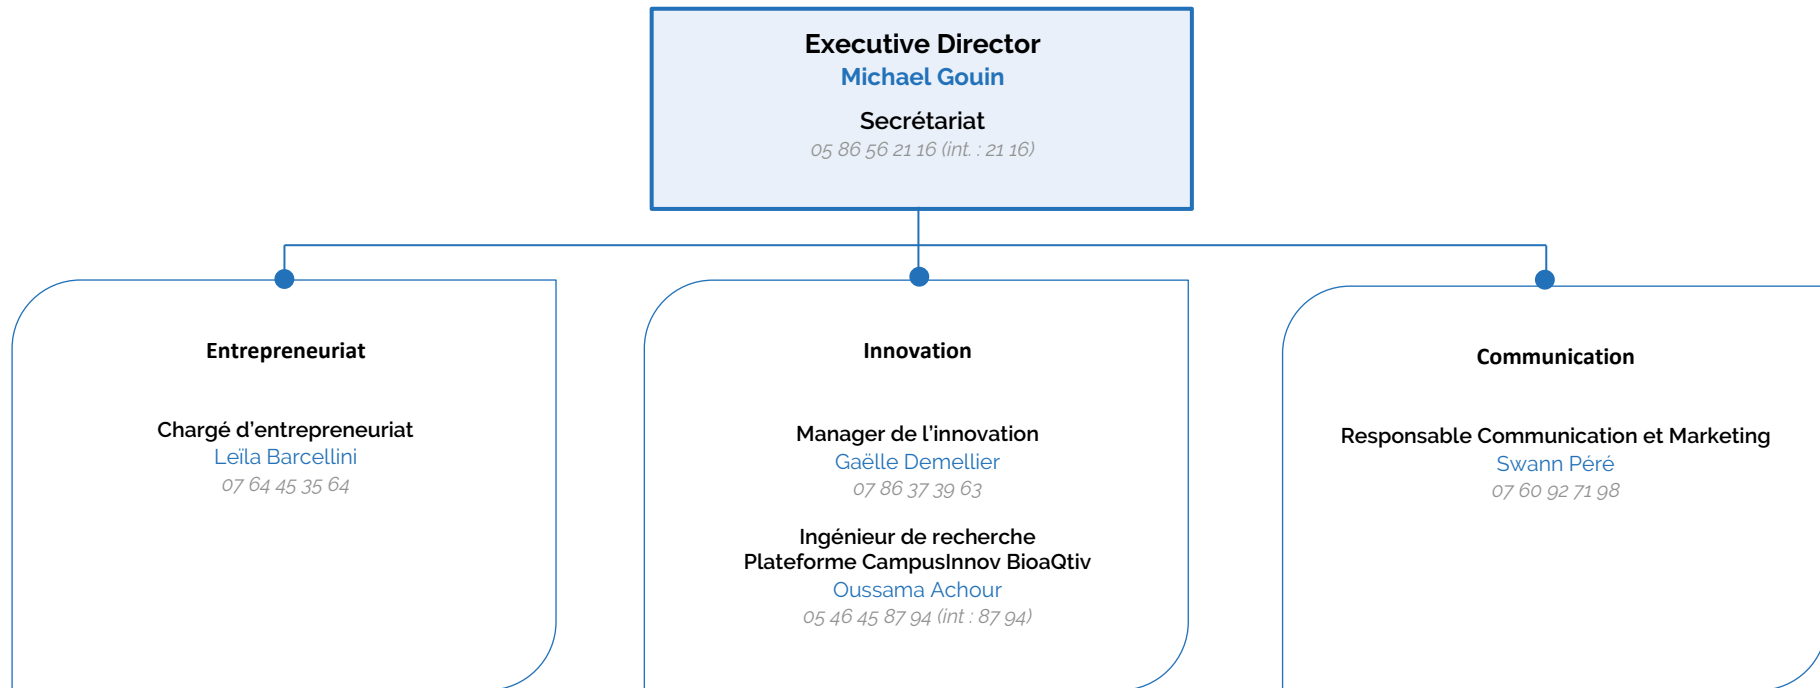 Executive Director
Michael Gouin
Secrétariat
05 86 56 21 16 (int. : 21 16)
Entrepreneuriat
Chargé d’entrepreneuriat
Leïla Barcellini
07 64 45 35 64
Innovation
Manager de l’innovation
Gaëlle Demellier
07 86 37 39 63
Ingénieur de recherche
Plateforme CampusInnov BioaQtiv
Oussama Achour
05 46 45 87 94 (int : 87 94)
Communication
Responsable Communication et Marketing
Swann Péré
07 60 92 71 98